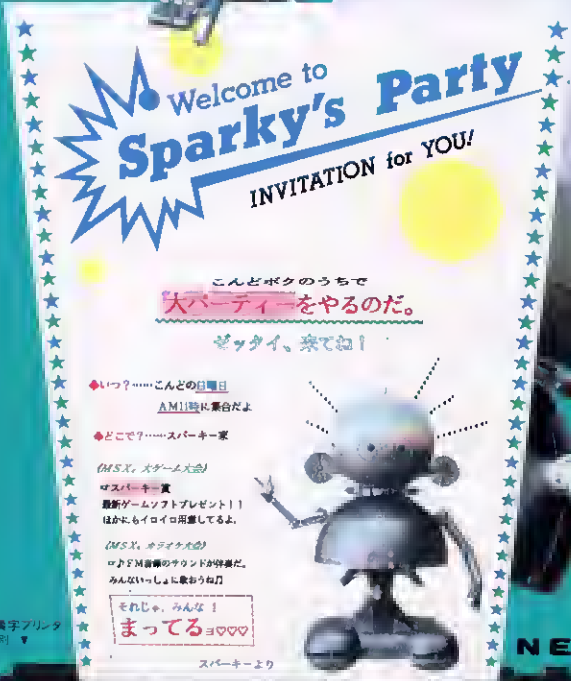 Welcome to
Sparky's Party
INVITATION for YOU!
こんどボクのうちで
大パーティーをやるのだ。
ゼッタイ、来てね!
◆いつ?……こんどの日曜日
AM11時に集合だよ
◆どこで?……スパーキー家
《MSX。大ゲーム大会》
☞スパーキー賞
最新ゲームソフトプレゼント!!
ほかにもイロイロ用意してるよ。
《MSX。カラオケ大会》
☞♪FM音源のサウンドが伴奏だ。
みんないっしょに歌おうね♫
それじゃ、みんな!
まってるョ♡♡♡
スパーキーより
字プリンタ
▼
NE